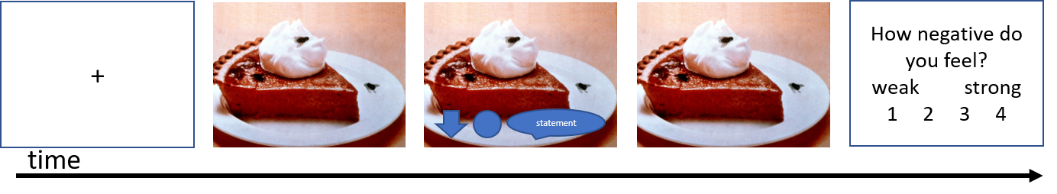 +
statement
How negative do
you feel?
weak strong
1 2 3 4
time